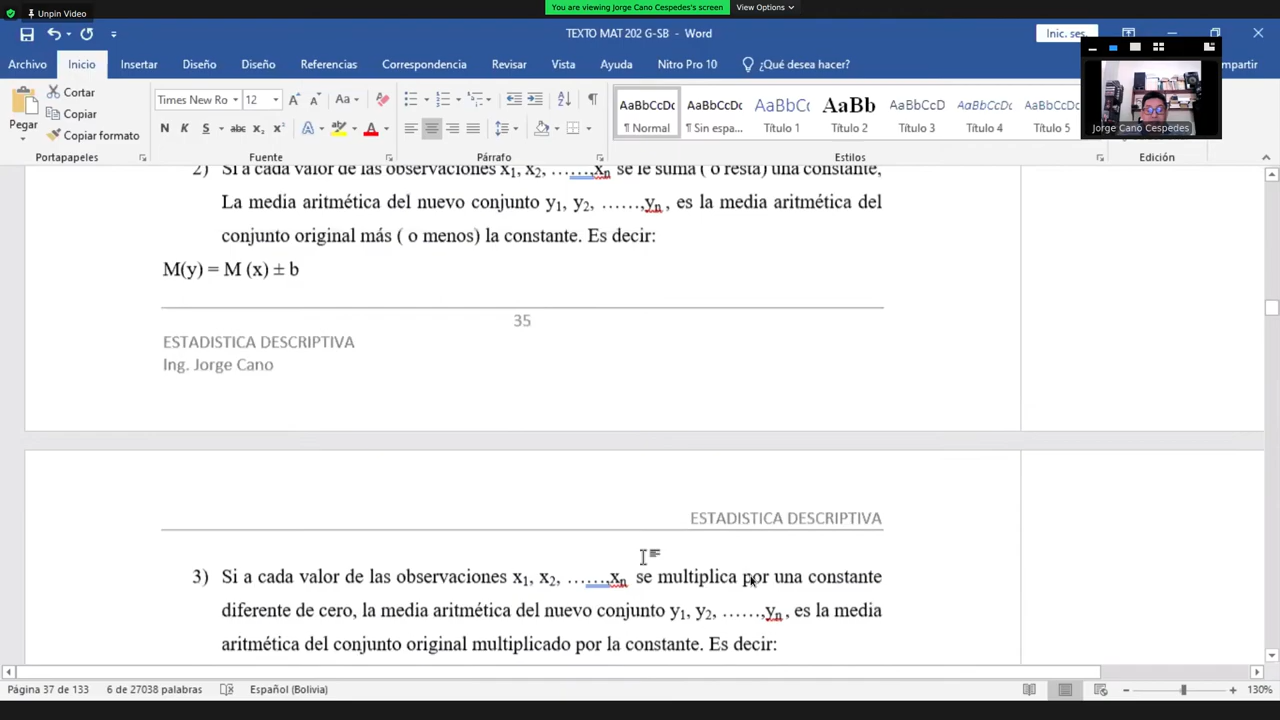 Unpin Video
You are viewing Jorge Cano Cespedes's screen
View Options
TEXTO MAT 202 G-SB - Word
Inic. ses.
Archivo Inicio Insertar Diseño Diseño Referencias Correspondencia Revisar Vista Ayuda Nitro Pro 10 ¿Qué desea hacer?
Jorge Cano Cespedes
Pegar
Cortar
Copiar
Copiar formato
Portapapeles
Times New Ro 12
Aa
N K S abc x₂ x²
Fuente
Párrafo
AaBbCcDc AaBbCcDc AaBbCc AaBb AaBbCcD AaBbCcD AaBbCcDc
¶ Normal ¶ Sin espa... Título 1 Título 2 Título 3 Título 4 Título 5
Estilos
Edición
2) Si a cada valor de las observaciones x₁, x₂, ……,xₙ se le suma ( o resta) una constante,
La media aritmética del nuevo conjunto y₁, y₂, ……,yₙ , es la media aritmética del
conjunto original más ( o menos) la constante. Es decir:
M(y) = M (x) ± b
35
ESTADISTICA DESCRIPTIVA
Ing. Jorge Cano
ESTADISTICA DESCRIPTIVA
3) Si a cada valor de las observaciones x₁, x₂, ……,xₙ se multiplica por una constante
diferente de cero, la media aritmética del nuevo conjunto y₁, y₂, ……,yₙ , es la media
aritmética del conjunto original multiplicado por la constante. Es decir:
Página 37 de 133 6 de 27038 palabras Español (Bolivia) 130%